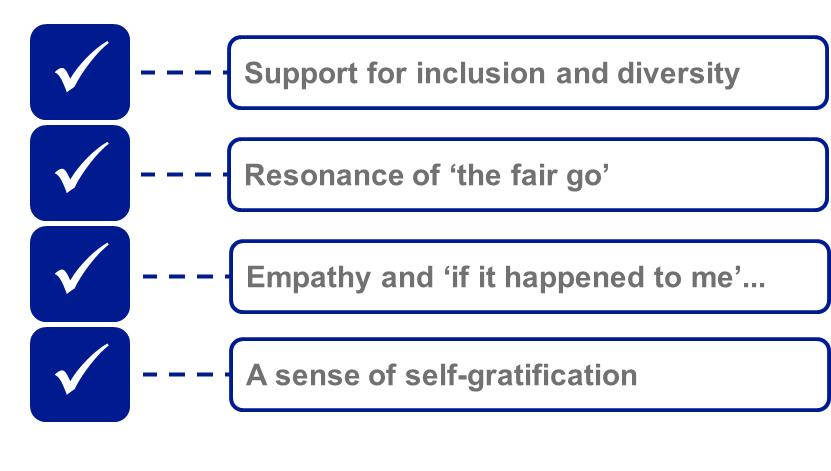 Support for inclusion and diversity
Resonance of ‘the fair go’
Empathy and ‘if it happened to me’...
A sense of self-gratification